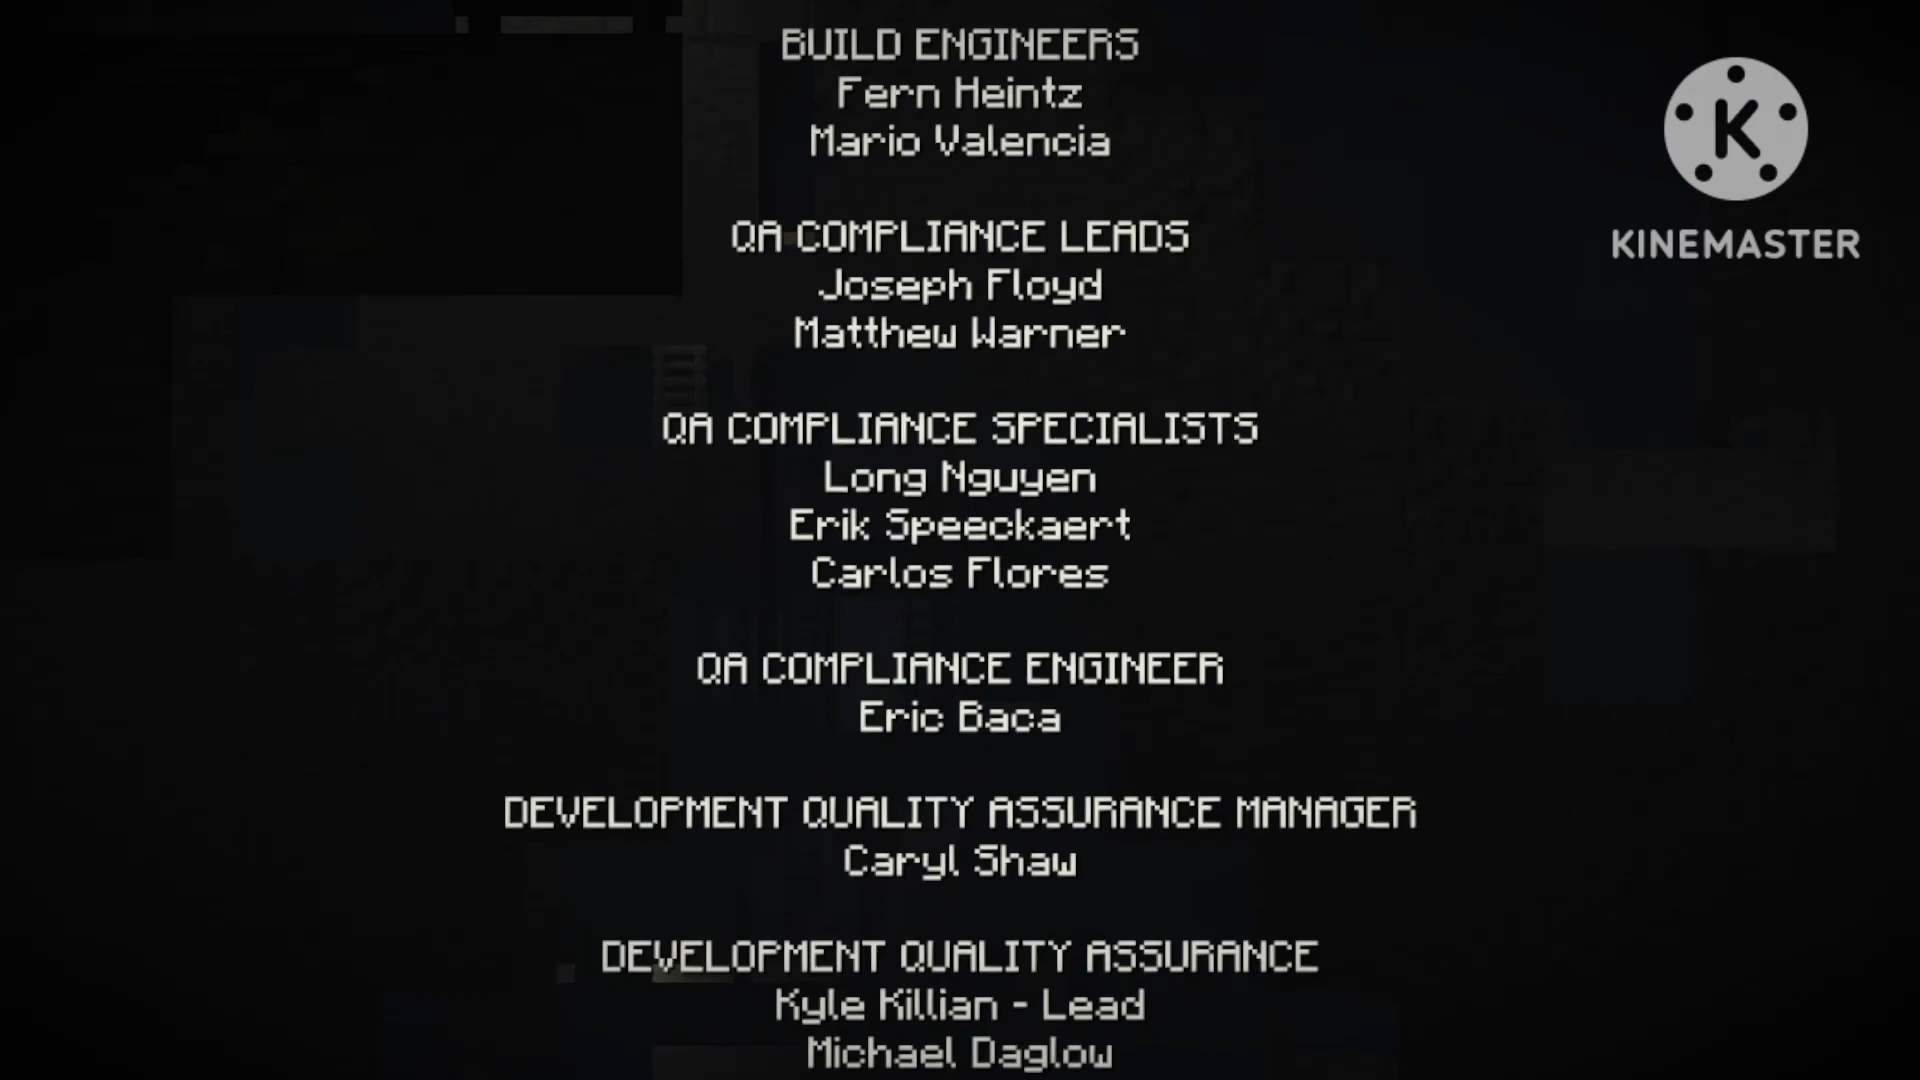 BUILD ENGINEERS
Fern Heintz
Mario Valencia
K
KINEMASTER
QA COMPLIANCE LEADS
Joseph Floyd
Matthew Warner
QA COMPLIANCE SPECIALISTS
Long Nguyen
Erik Speeckaert
Carlos Flores
QA COMPLIANCE ENGINEER
Eric Baca
DEVELOPMENT QUALITY ASSURANCE MANAGER
Caryl Shaw
DEVELOPMENT QUALITY ASSURANCE
Kyle Killian - Lead
Michael Daglow